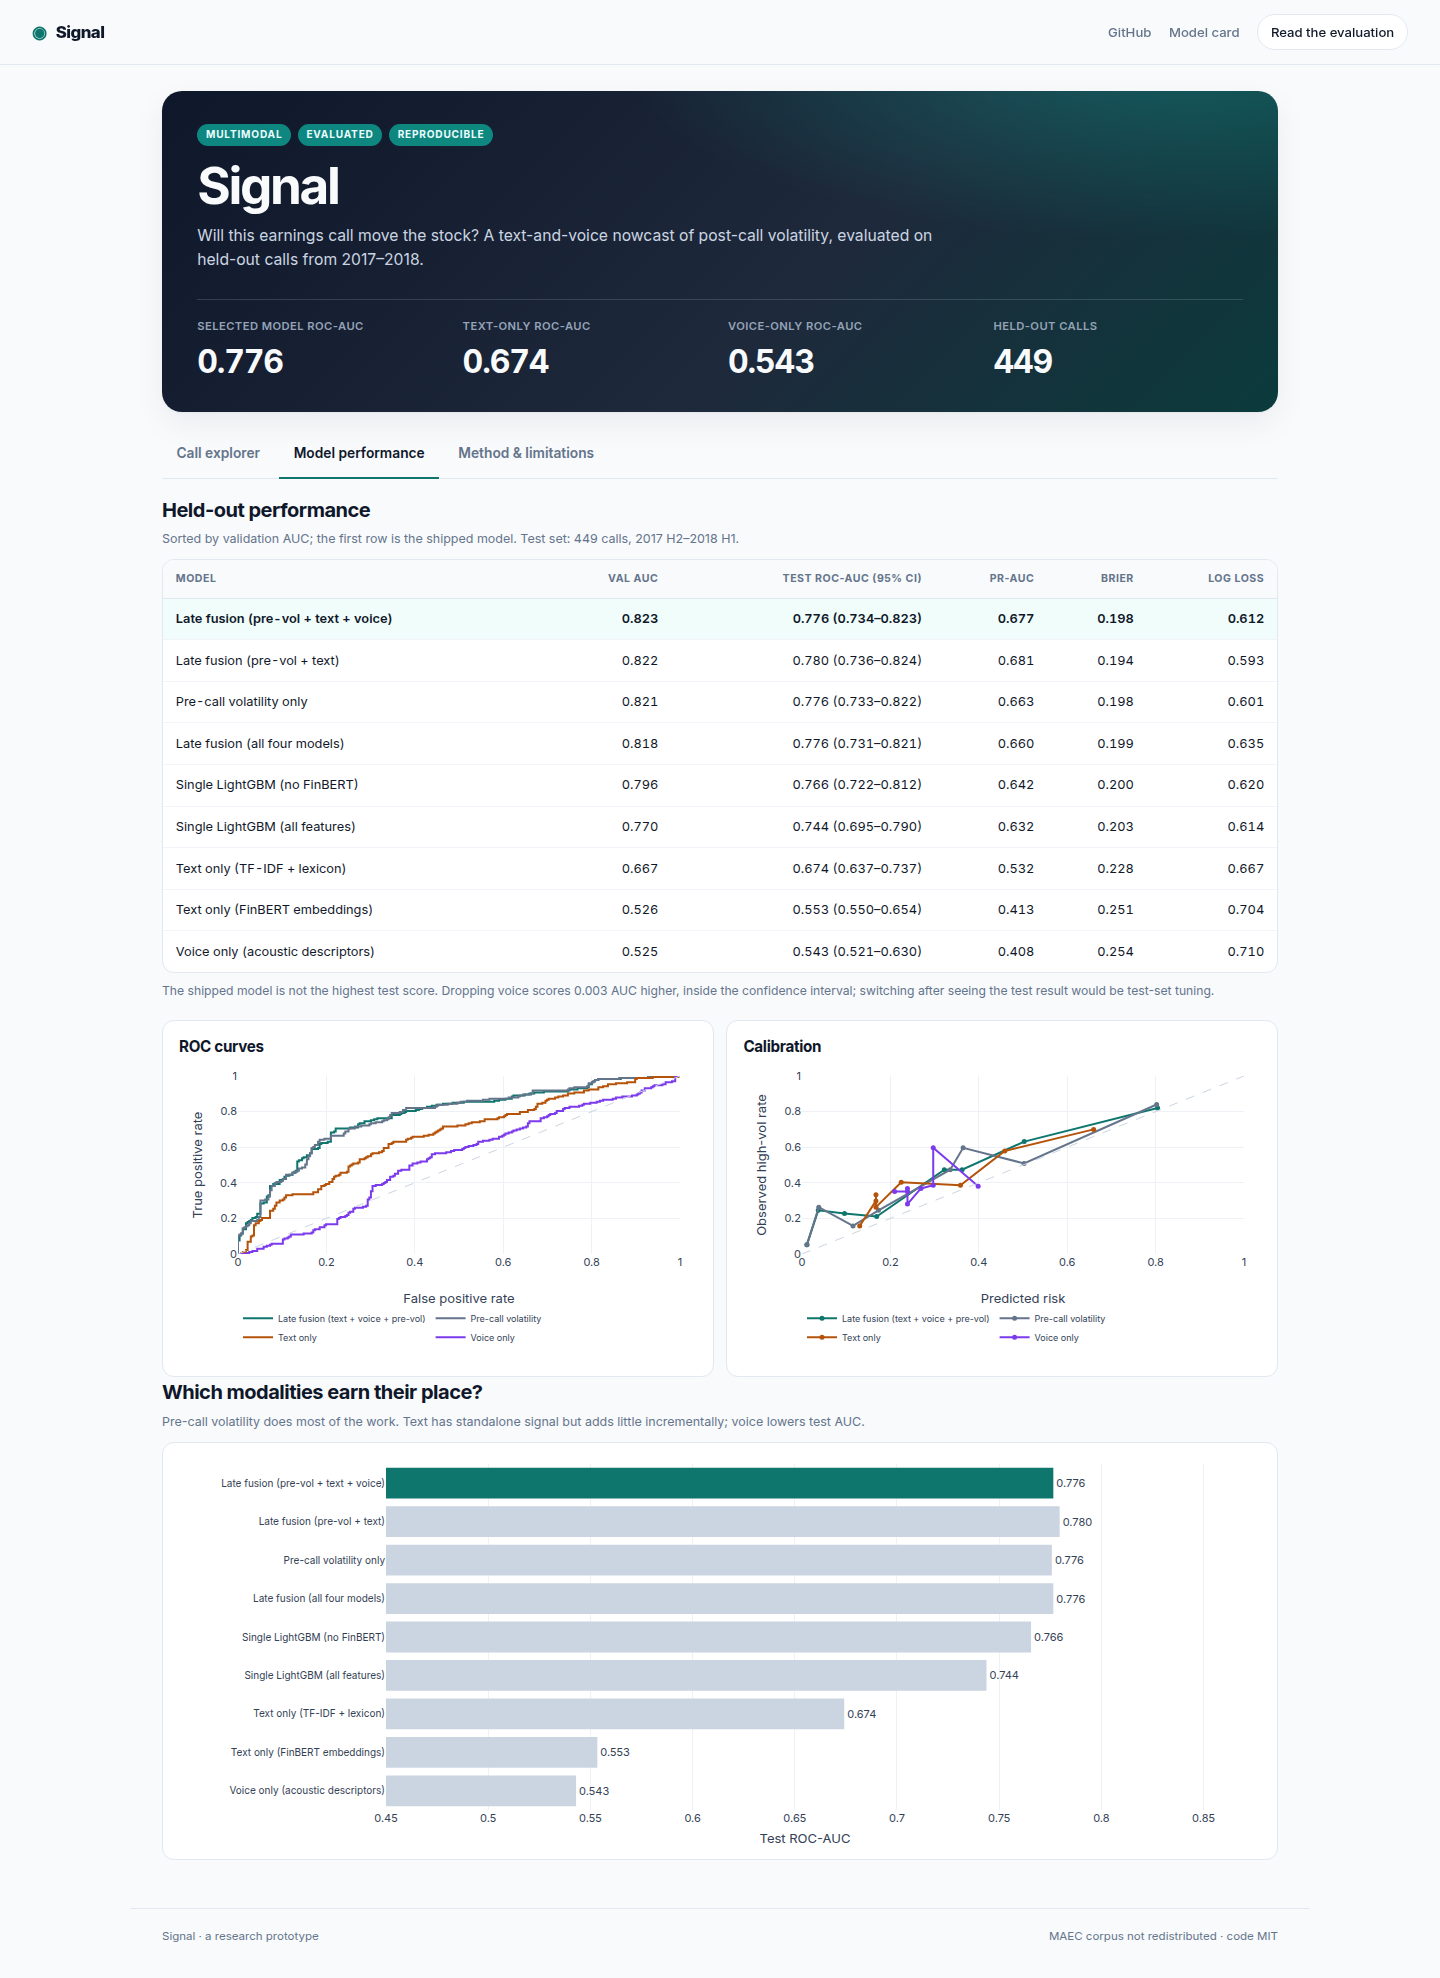 Signal
GitHub Model card Read the evaluation
MULTIMODAL EVALUATED REPRODUCIBLE
Signal
Will this earnings call move the stock? A text-and-voice nowcast of post-call volatility, evaluated on
held-out calls from 2017–2018.
SELECTED MODEL ROC-AUC TEXT-ONLY ROC-AUC VOICE-ONLY ROC-AUC HELD-OUT CALLS
0.776 0.674 0.543 449
Call explorer Model performance Method & limitations
Held-out performance
Sorted by validation AUC; the first row is the shipped model. Test set: 449 calls, 2017 H2–2018 H1.
MODEL VAL AUC TEST ROC-AUC (95% CI) PR-AUC BRIER LOG LOSS
Late fusion (pre-vol + text + voice) 0.823 0.776 (0.734–0.823) 0.677 0.198 0.612
Late fusion (pre-vol + text) 0.822 0.780 (0.736–0.824) 0.681 0.194 0.593
Pre-call volatility only 0.821 0.776 (0.733–0.822) 0.663 0.198 0.601
Late fusion (all four models) 0.818 0.776 (0.731–0.821) 0.660 0.199 0.635
Single LightGBM (no FinBERT) 0.796 0.766 (0.722–0.812) 0.642 0.200 0.620
Single LightGBM (all features) 0.770 0.744 (0.695–0.790) 0.632 0.203 0.614
Text only (TF-IDF + lexicon) 0.667 0.674 (0.637–0.737) 0.532 0.228 0.667
Text only (FinBERT embeddings) 0.526 0.553 (0.550–0.654) 0.413 0.251 0.704
Voice only (acoustic descriptors) 0.525 0.543 (0.521–0.630) 0.408 0.254 0.710
The shipped model is not the highest test score. Dropping voice scores 0.003 AUC higher, inside the confidence interval; switching after seeing the test result would be test-set tuning.
ROC curves
True positive rate
1
0.8
0.6
0.4
0.2
0
0 0.2 0.4 0.6 0.8 1
False positive rate
Late fusion (text + voice + pre-vol) Pre-call volatility
Text only Voice only
Calibration
Observed high-vol rate
1
0.8
0.6
0.4
0.2
0
0 0.2 0.4 0.6 0.8 1
Predicted risk
Late fusion (text + voice + pre-vol) Pre-call volatility
Text only Voice only
Which modalities earn their place?
Pre-call volatility does most of the work. Text has standalone signal but adds little incrementally; voice lowers test AUC.
Late fusion (pre-vol + text + voice) 0.776
Late fusion (pre-vol + text) 0.780
Pre-call volatility only 0.776
Late fusion (all four models) 0.776
Single LightGBM (no FinBERT) 0.766
Single LightGBM (all features) 0.744
Text only (TF-IDF + lexicon) 0.674
Text only (FinBERT embeddings) 0.553
Voice only (acoustic descriptors) 0.543
0.45 0.5 0.55 0.6 0.65 0.7 0.75 0.8 0.85
Test ROC-AUC
Signal · a research prototype
MAEC corpus not redistributed · code MIT